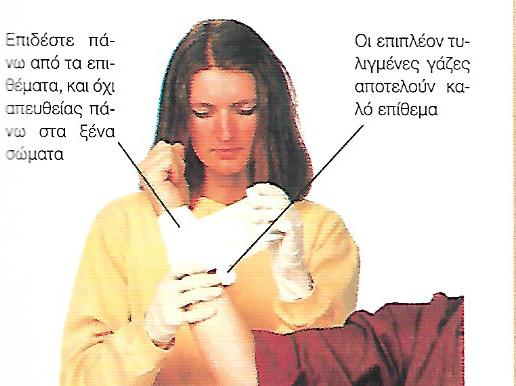 Επιδέστε πά-
νω από τα επι-
θέματα, και όχι
απευθείας πά-
νω στα ξένα
σώματα
Οι επιπλέον τυ-
λιγμένες γάζες
αποτελούν κα-
λό επίθεμα